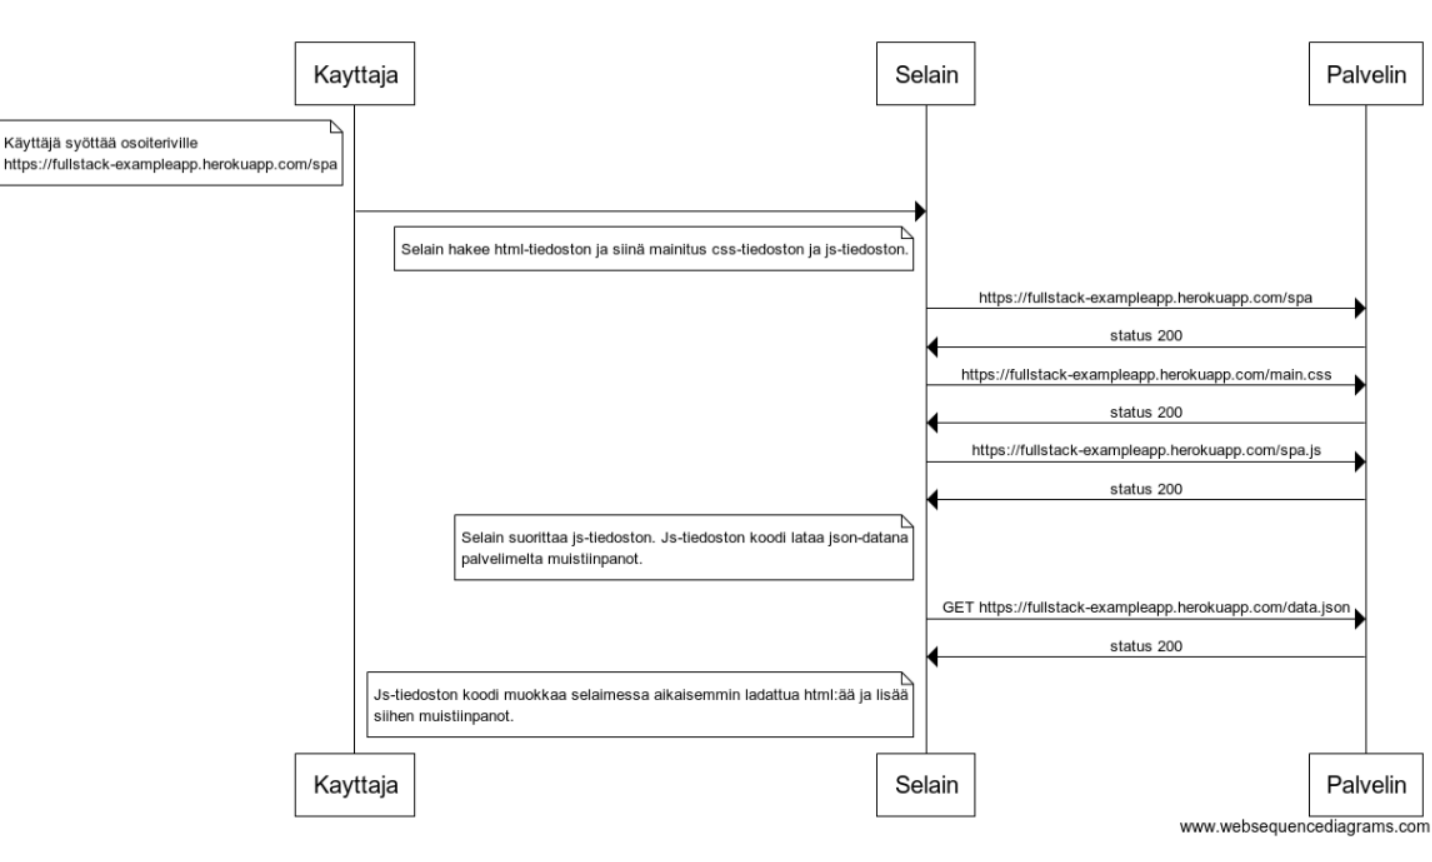 Kayttaja
Selain
Palvelin
Käyttäjä syöttää osoiteriville
https://fullstack-exampleapp.herokuapp.com/spa
Selain hakee html-tiedoston ja siinä mainitus css-tiedoston ja js-tiedoston.
https://fullstack-exampleapp.herokuapp.com/spa
status 200
https://fullstack-exampleapp.herokuapp.com/main.css
status 200
https://fullstack-exampleapp.herokuapp.com/spa.js
status 200
Selain suorittaa js-tiedoston. Js-tiedoston koodi lataa json-datana
palvelimelta muistiinpanot.
GET https://fullstack-exampleapp.herokuapp.com/data.json
status 200
Js-tiedoston koodi muokkaa selaimessa aikaisemmin ladattua html:ää ja lisää
siihen muistiinpanot.
Kayttaja
Selain
Palvelin
www.websequencediagrams.com